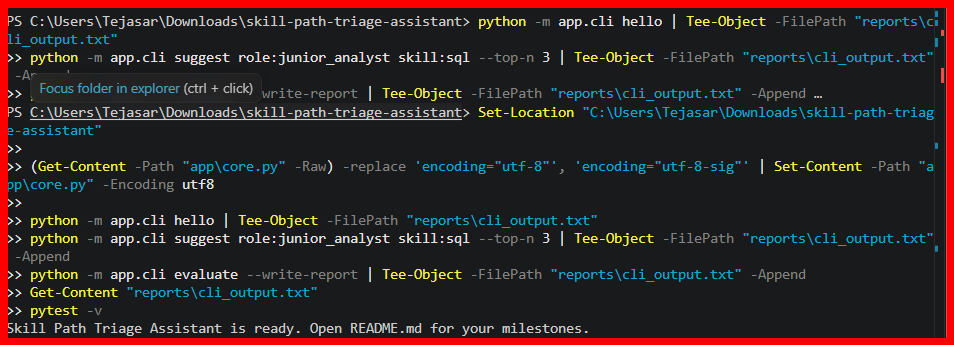 PS C:\Users\Tejasar\Downloads\skill-path-triage-assistant> python -m app.cli hello | Tee-Object -FilePath "reports\c
li_output.txt"
>> python -m app.cli suggest role:junior_analyst skill:sql --top-n 3 | Tee-Object -FilePath "reports\cli_output.txt"
Focus folder in explorer (ctrl + click)
>> write-report | Tee-Object -FilePath "reports\cli_output.txt" -Append …
PS C:\Users\Tejasar\Downloads\skill-path-triage-assistant> Set-Location "C:\Users\Tejasar\Downloads\skill-path-triag
e-assistant"
>>
>> (Get-Content -Path "app\core.py" -Raw) -replace 'encoding="utf-8"', 'encoding="utf-8-sig"' | Set-Content -Path "a
pp\core.py" -Encoding utf8
>>
>> python -m app.cli hello | Tee-Object -FilePath "reports\cli_output.txt"
>> python -m app.cli suggest role:junior_analyst skill:sql --top-n 3 | Tee-Object -FilePath "reports\cli_output.txt"
-Append
>> python -m app.cli evaluate --write-report | Tee-Object -FilePath "reports\cli_output.txt" -Append
>> Get-Content "reports\cli_output.txt"
>> pytest -v
Skill Path Triage Assistant is ready. Open README.md for your milestones.